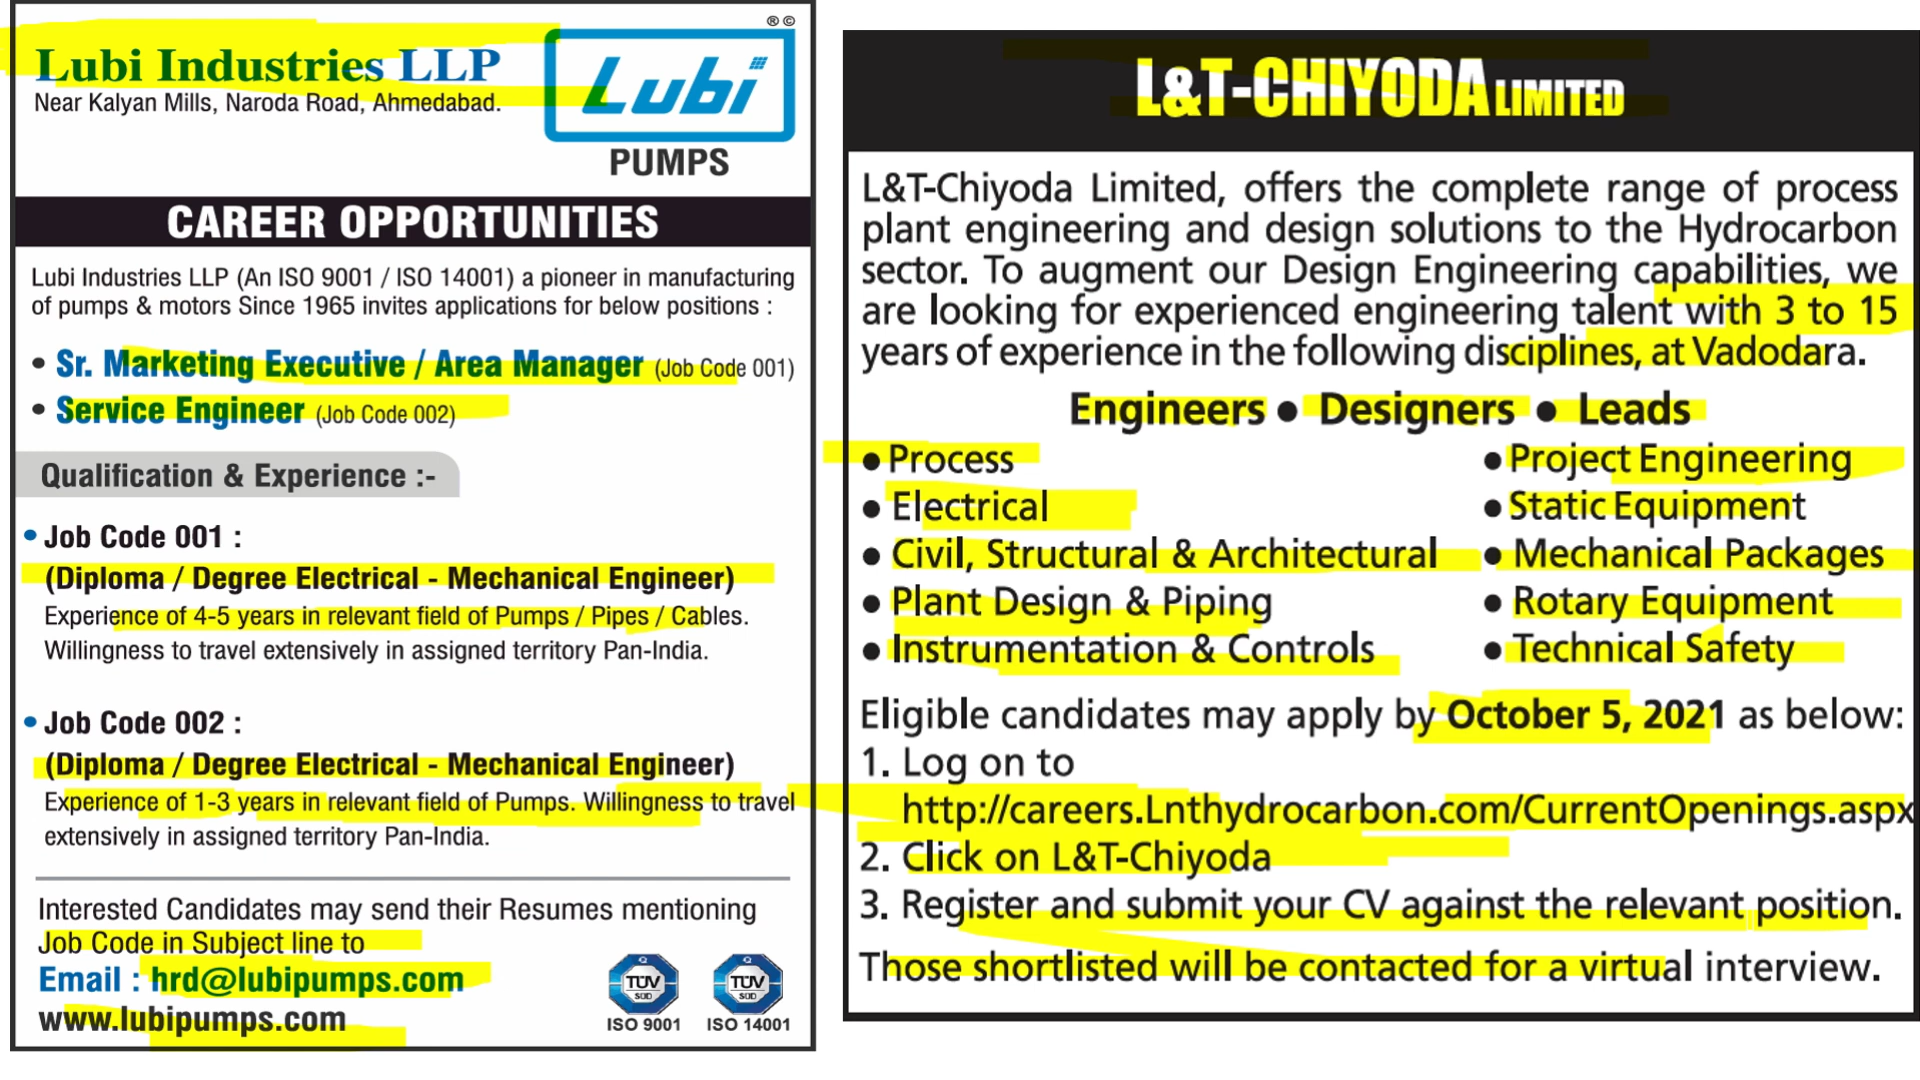 ® ©
Lubi Industries LLP
Near Kalyan Mills, Naroda Road, Ahmedabad.
Lubi
PUMPS
CAREER OPPORTUNITIES
Lubi Industries LLP (An ISO 9001 / ISO 14001) a pioneer in manufacturing
of pumps & motors Since 1965 invites applications for below positions :
• Sr. Marketing Executive / Area Manager (Job Code 001)
• Service Engineer (Job Code 002)
Qualification & Experience :-
• Job Code 001 :
(Diploma / Degree Electrical - Mechanical Engineer)
Experience of 4-5 years in relevant field of Pumps / Pipes / Cables.
Willingness to travel extensively in assigned territory Pan-India.
• Job Code 002 :
(Diploma / Degree Electrical - Mechanical Engineer)
Experience of 1-3 years in relevant field of Pumps. Willingness to travel
extensively in assigned territory Pan-India.
Interested Candidates may send their Resumes mentioning
Job Code in Subject line to
Email : hrd@lubipumps.com
www.lubipumps.com
TÜV
SÜD
ISO 9001
TÜV
SÜD
ISO 14001
L&T-CHIYODA LIMITED
L&T-Chiyoda Limited, offers the complete range of process
plant engineering and design solutions to the Hydrocarbon
sector. To augment our Design Engineering capabilities, we
are looking for experienced engineering talent with 3 to 15
years of experience in the following disciplines, at Vadodara.
Engineers • Designers • Leads
• Process
• Electrical
• Civil, Structural & Architectural
• Plant Design & Piping
• Instrumentation & Controls
• Project Engineering
• Static Equipment
• Mechanical Packages
• Rotary Equipment
• Technical Safety
Eligible candidates may apply by October 5, 2021 as below:
1. Log on to
http://careers.Lnthydrocarbon.com/CurrentOpenings.aspx
2. Click on L&T-Chiyoda
3. Register and submit your CV against the relevant position.
Those shortlisted will be contacted for a virtual interview.